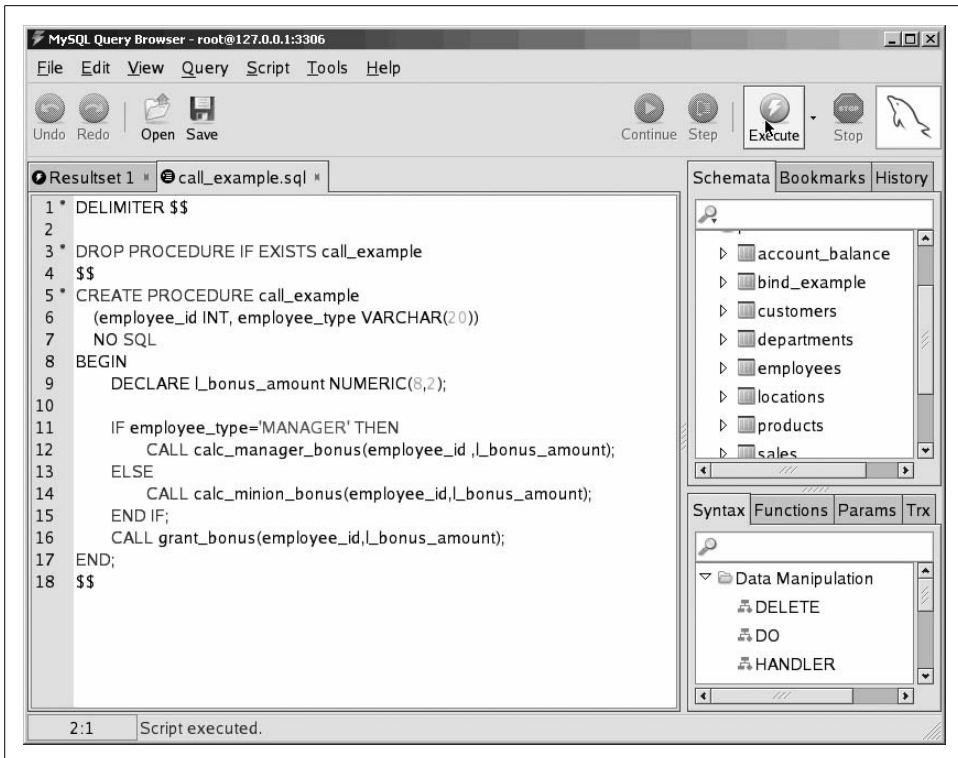 MySQL Query Browser - root@127.0.0.1:3306
File Edit View Query Script Tools Help
Undo Redo Open Save Continue Step Execute Stop
Resultset 1 call_example.sql
1 DELIMITER $$
2
3 DROP PROCEDURE IF EXISTS call_example
4 $$
5 CREATE PROCEDURE call_example
6 (employee_id INT, employee_type VARCHAR(20))
7 NO SQL
8 BEGIN
9 DECLARE l_bonus_amount NUMERIC(8,2);
10
11 IF employee_type='MANAGER' THEN
12 CALL calc_manager_bonus(employee_id ,l_bonus_amount);
13 ELSE
14 CALL calc_minion_bonus(employee_id,l_bonus_amount);
15 END IF;
16 CALL grant_bonus(employee_id,l_bonus_amount);
17 END;
18 $$
Schemata Bookmarks History
account_balance
bind_example
customers
departments
employees
locations
products
sales
Syntax Functions Params Trx
Data Manipulation
DELETE
DO
HANDLER
2:1 Script executed.